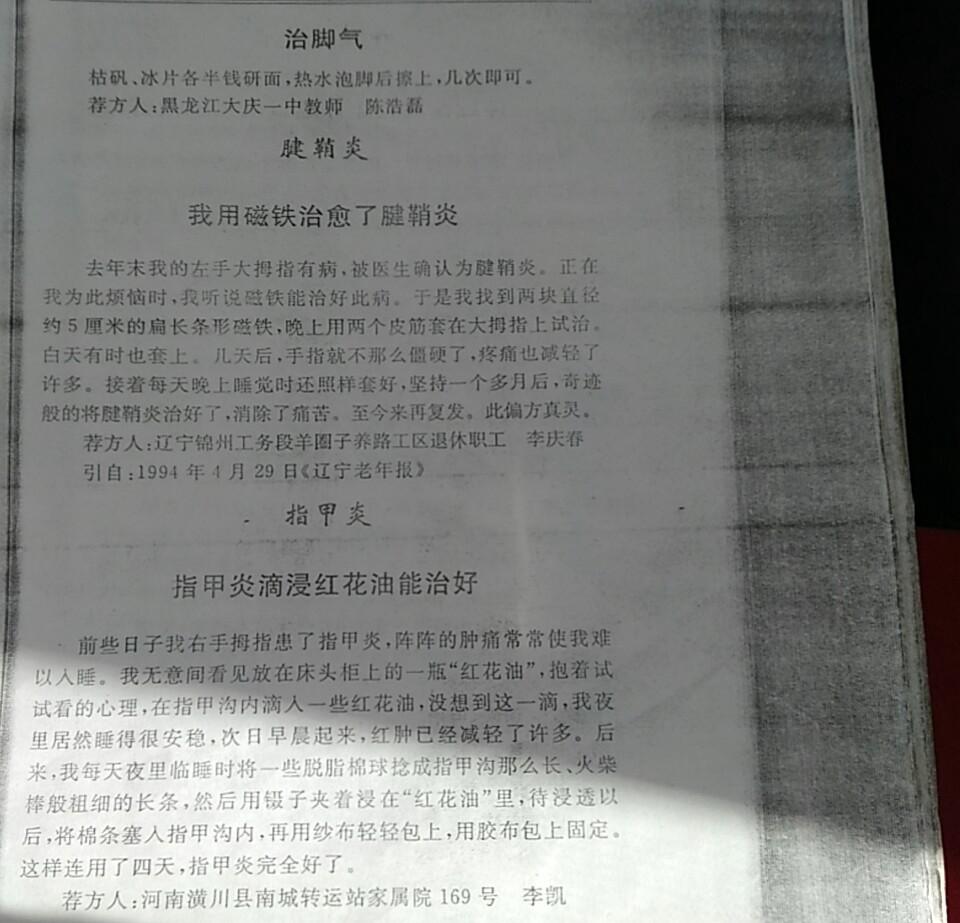 治脚气
枯矾、冰片各半钱研面,热水泡脚后擦上,几次即可。
荐方人:黑龙江大庆一中教师 陈浩磊
腱鞘炎
我用磁铁治愈了腱鞘炎
去年末我的左手大拇指有病,被医生确认为腱鞘炎。正在
我为此烦恼时,我听说磁铁能治好此病。于是我找到两块直径
约5厘米的扁长条形磁铁,晚上用两个皮筋套在大拇指上试治。
白天有时也套上。几天后,手指就不那么僵硬了,疼痛也减轻了
许多。接着每天晚上睡觉时还照样套好,坚持一个多月后,奇迹
般的将腱鞘炎治好了,消除了痛苦。至今来再复发。此偏方真灵。
荐方人:辽宁锦州工务段羊圈子养路工区退休职工 李庆春
引自:1994年4月29日《辽宁老年报》
指甲炎
指甲炎滴浸红花油能治好
前些日子我右手拇指患了指甲炎,阵阵的肿痛常常使我难
以入睡。我无意间看见放在床头柜上的一瓶“红花油”,抱着试
试看的心理,在指甲沟内滴人一些红花油,没想到这一滴,我夜
里居然睡得很安稳,次日早晨起来,红肿已经减轻了许多。后
来,我每天夜里临睡时将一些脱脂棉球捻成指甲沟那么长、火柴
棒般粗细的长条,然后用镊子夹着浸在“红花油”里,待浸透以
后,将棉条塞入指甲沟内,再用纱布轻轻包上,用胶布包上固定。
这样连用了四天,指甲炎完全好了。
荐方人:河南潢川县南城转运站家属院169号 李凯